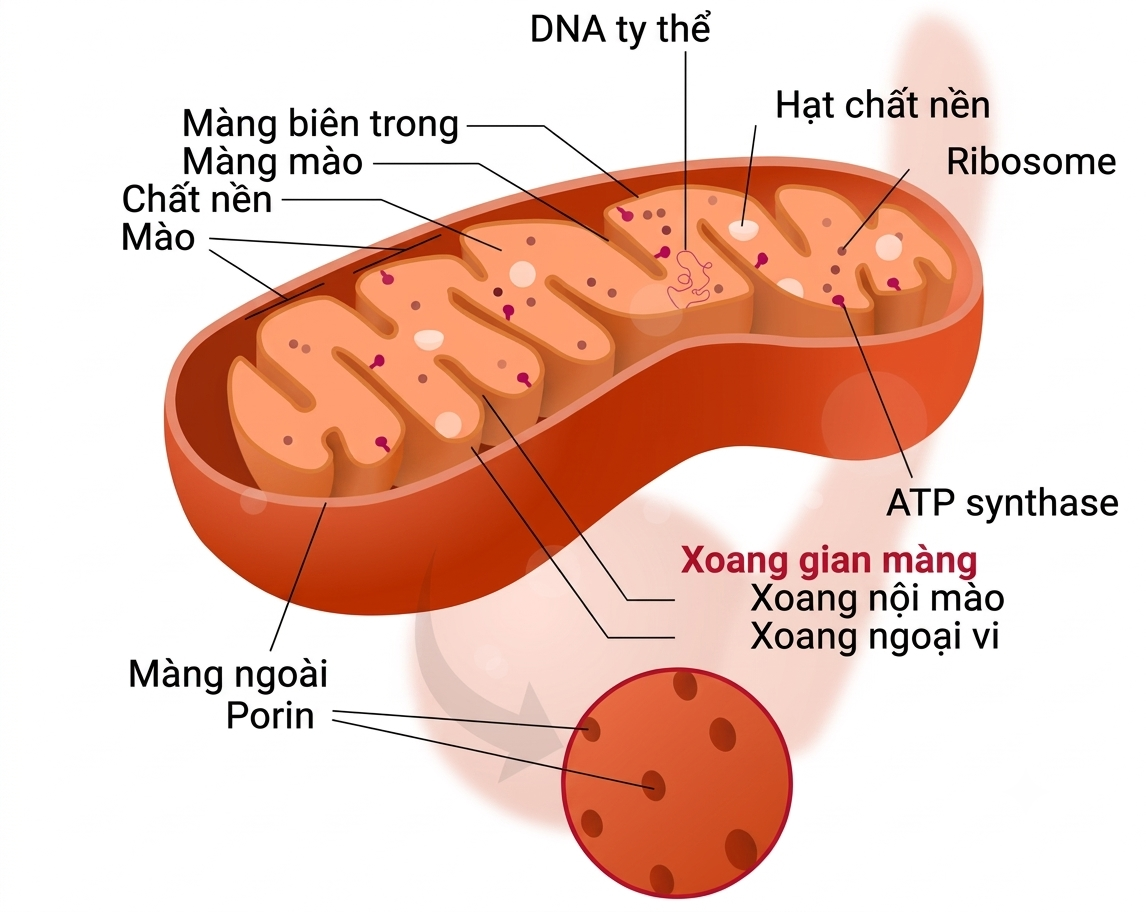 DNA ty thể
Hạt chất nền
Màng biên trong
Màng mào
Ribosome
Chất nền
Mào
ATP synthase
Xoang gian màng
Xoang nội mào
Xoang ngoại vi
Màng ngoài
Porin